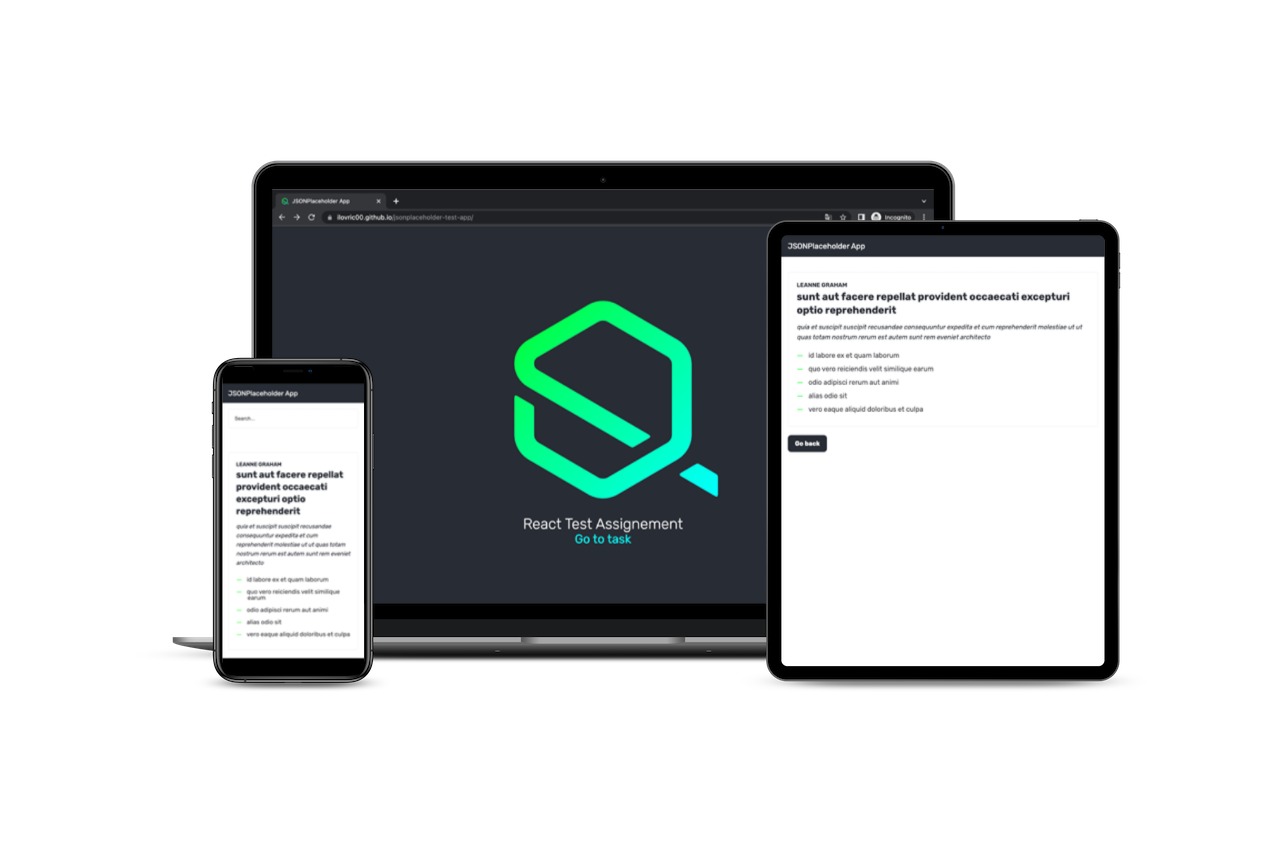 JSONPlaceholder App
ilovric00.github.io/jsonplaceholder-test-app/
Incognito
React Test Assignement
Go to task
JSONPlaceholder App
Search...
LEANNE GRAHAM
sunt aut facere repellat
provident occaecati
excepturi optio
reprehenderit
quia et suscipit suscipit recusandae
consequuntur expedita et cum
reprehenderit molestiae ut ut quas totam
nostrum rerum est autem sunt rem eveniet
architecto
id labore ex et quam laborum
quo vero reiciendis velit similique
earum
odio adipisci rerum aut animi
alias odio sit
vero eaque aliquid doloribus et culpa
JSONPlaceholder App
LEANNE GRAHAM
sunt aut facere repellat provident occaecati excepturi
optio reprehenderit
quia et suscipit suscipit recusandae consequuntur expedita et cum reprehenderit molestiae ut ut
quas totam nostrum rerum est autem sunt rem eveniet architecto
id labore ex et quam laborum
quo vero reiciendis velit similique earum
odio adipisci rerum aut animi
alias odio sit
vero eaque aliquid doloribus et culpa
Go back